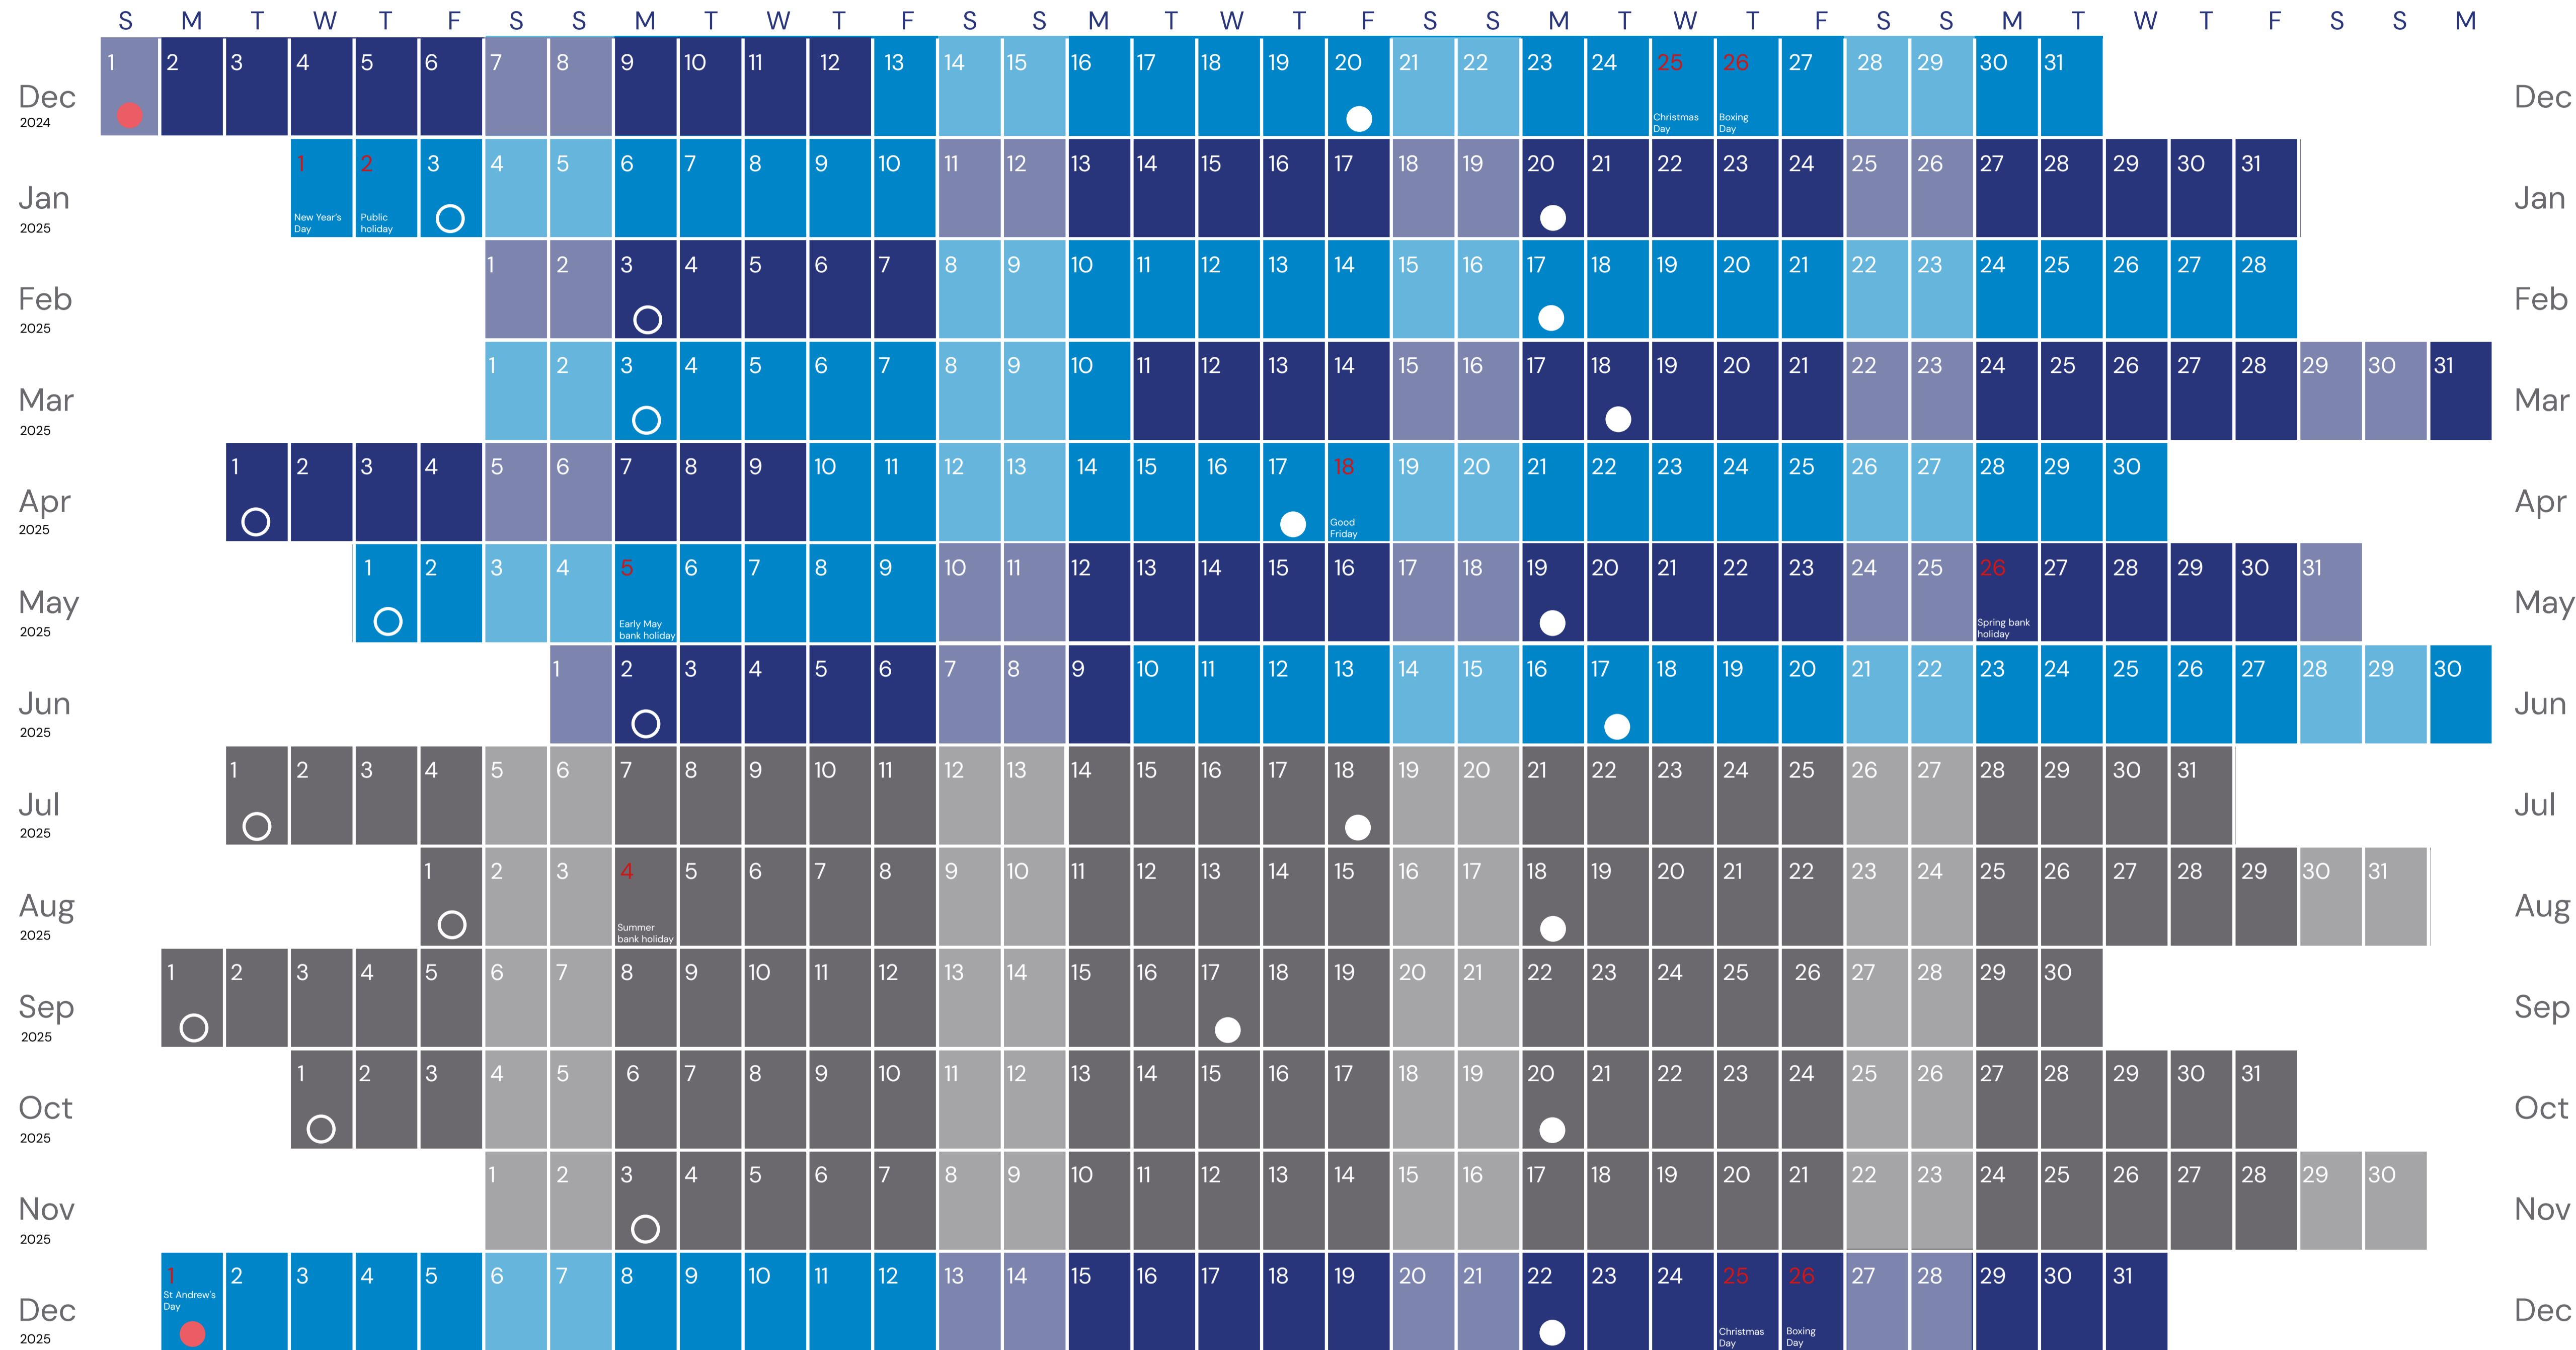 S M T W T F S S M T W T F S S M T W T F S S M T W T F S S M T W T F S S M
1 2 3 4 5 6 7 8 9 10 11 12 13 14 15 16 17 18 19 20 21 22 23 24 25 26 27 28 29 30 31
Dec Dec
2024
Christmas Boxing
Day Day
1 2 3 4 5 6 7 8 9 10 11 12 13 14 15 16 17 18 19 20 21 22 23 24 25 26 27 28 29 30 31
Jan Jan
New Year's Public
2025 Day holiday
1 2 3 4 5 6 7 8 9 10 11 12 13 14 15 16 17 18 19 20 21 22 23 24 25 26 27 28
Feb Feb
2025
1 2 3 4 5 6 7 8 9 10 11 12 13 14 15 16 17 18 19 20 21 22 23 24 25 26 27 28 29 30 31
Mar Mar
2025
1 2 3 4 5 6 7 8 9 10 11 12 13 14 15 16 17 18 19 20 21 22 23 24 25 26 27 28 29 30
Apr Apr
Good
2025 Friday
1 2 3 4 5 6 7 8 9 10 11 12 13 14 15 16 17 18 19 20 21 22 23 24 25 26 27 28 29 30 31
May May
Early May Spring bank
2025 bank holiday holiday
1 2 3 4 5 6 7 8 9 10 11 12 13 14 15 16 17 18 19 20 21 22 23 24 25 26 27 28 29 30
Jun Jun
2025
1 2 3 4 5 6 7 8 9 10 11 12 13 14 15 16 17 18 19 20 21 22 23 24 25 26 27 28 29 30 31
Jul Jul
2025
1 2 3 4 5 6 7 8 9 10 11 12 13 14 15 16 17 18 19 20 21 22 23 24 25 26 27 28 29 30 31
Aug Aug
Summer
2025 bank holiday
1 2 3 4 5 6 7 8 9 10 11 12 13 14 15 16 17 18 19 20 21 22 23 24 25 26 27 28 29 30
Sep Sep
2025
1 2 3 4 5 6 7 8 9 10 11 12 13 14 15 16 17 18 19 20 21 22 23 24 25 26 27 28 29 30 31
Oct Oct
2025
1 2 3 4 5 6 7 8 9 10 11 12 13 14 15 16 17 18 19 20 21 22 23 24 25 26 27 28 29 30
Nov Nov
2025
1 2 3 4 5 6 7 8 9 10 11 12 13 14 15 16 17 18 19 20 21 22 23 24 25 26 27 28 29 30 31
St Andrew's
Day
Dec Dec
2025 Christmas Boxing
Day Day